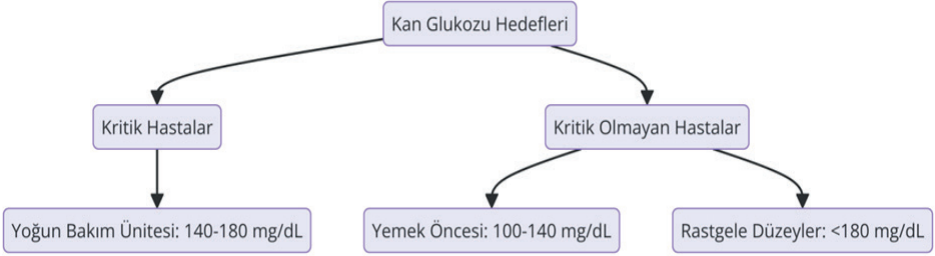 Kan Glukozu Hedefleri
Kritik Hastalar
Kritik Olmayan Hastalar
Yoğun Bakım Ünitesi: 140-180 mg/dL
Yemek Öncesi: 100-140 mg/dL
Rastgele Düzeyler: <180 mg/dL